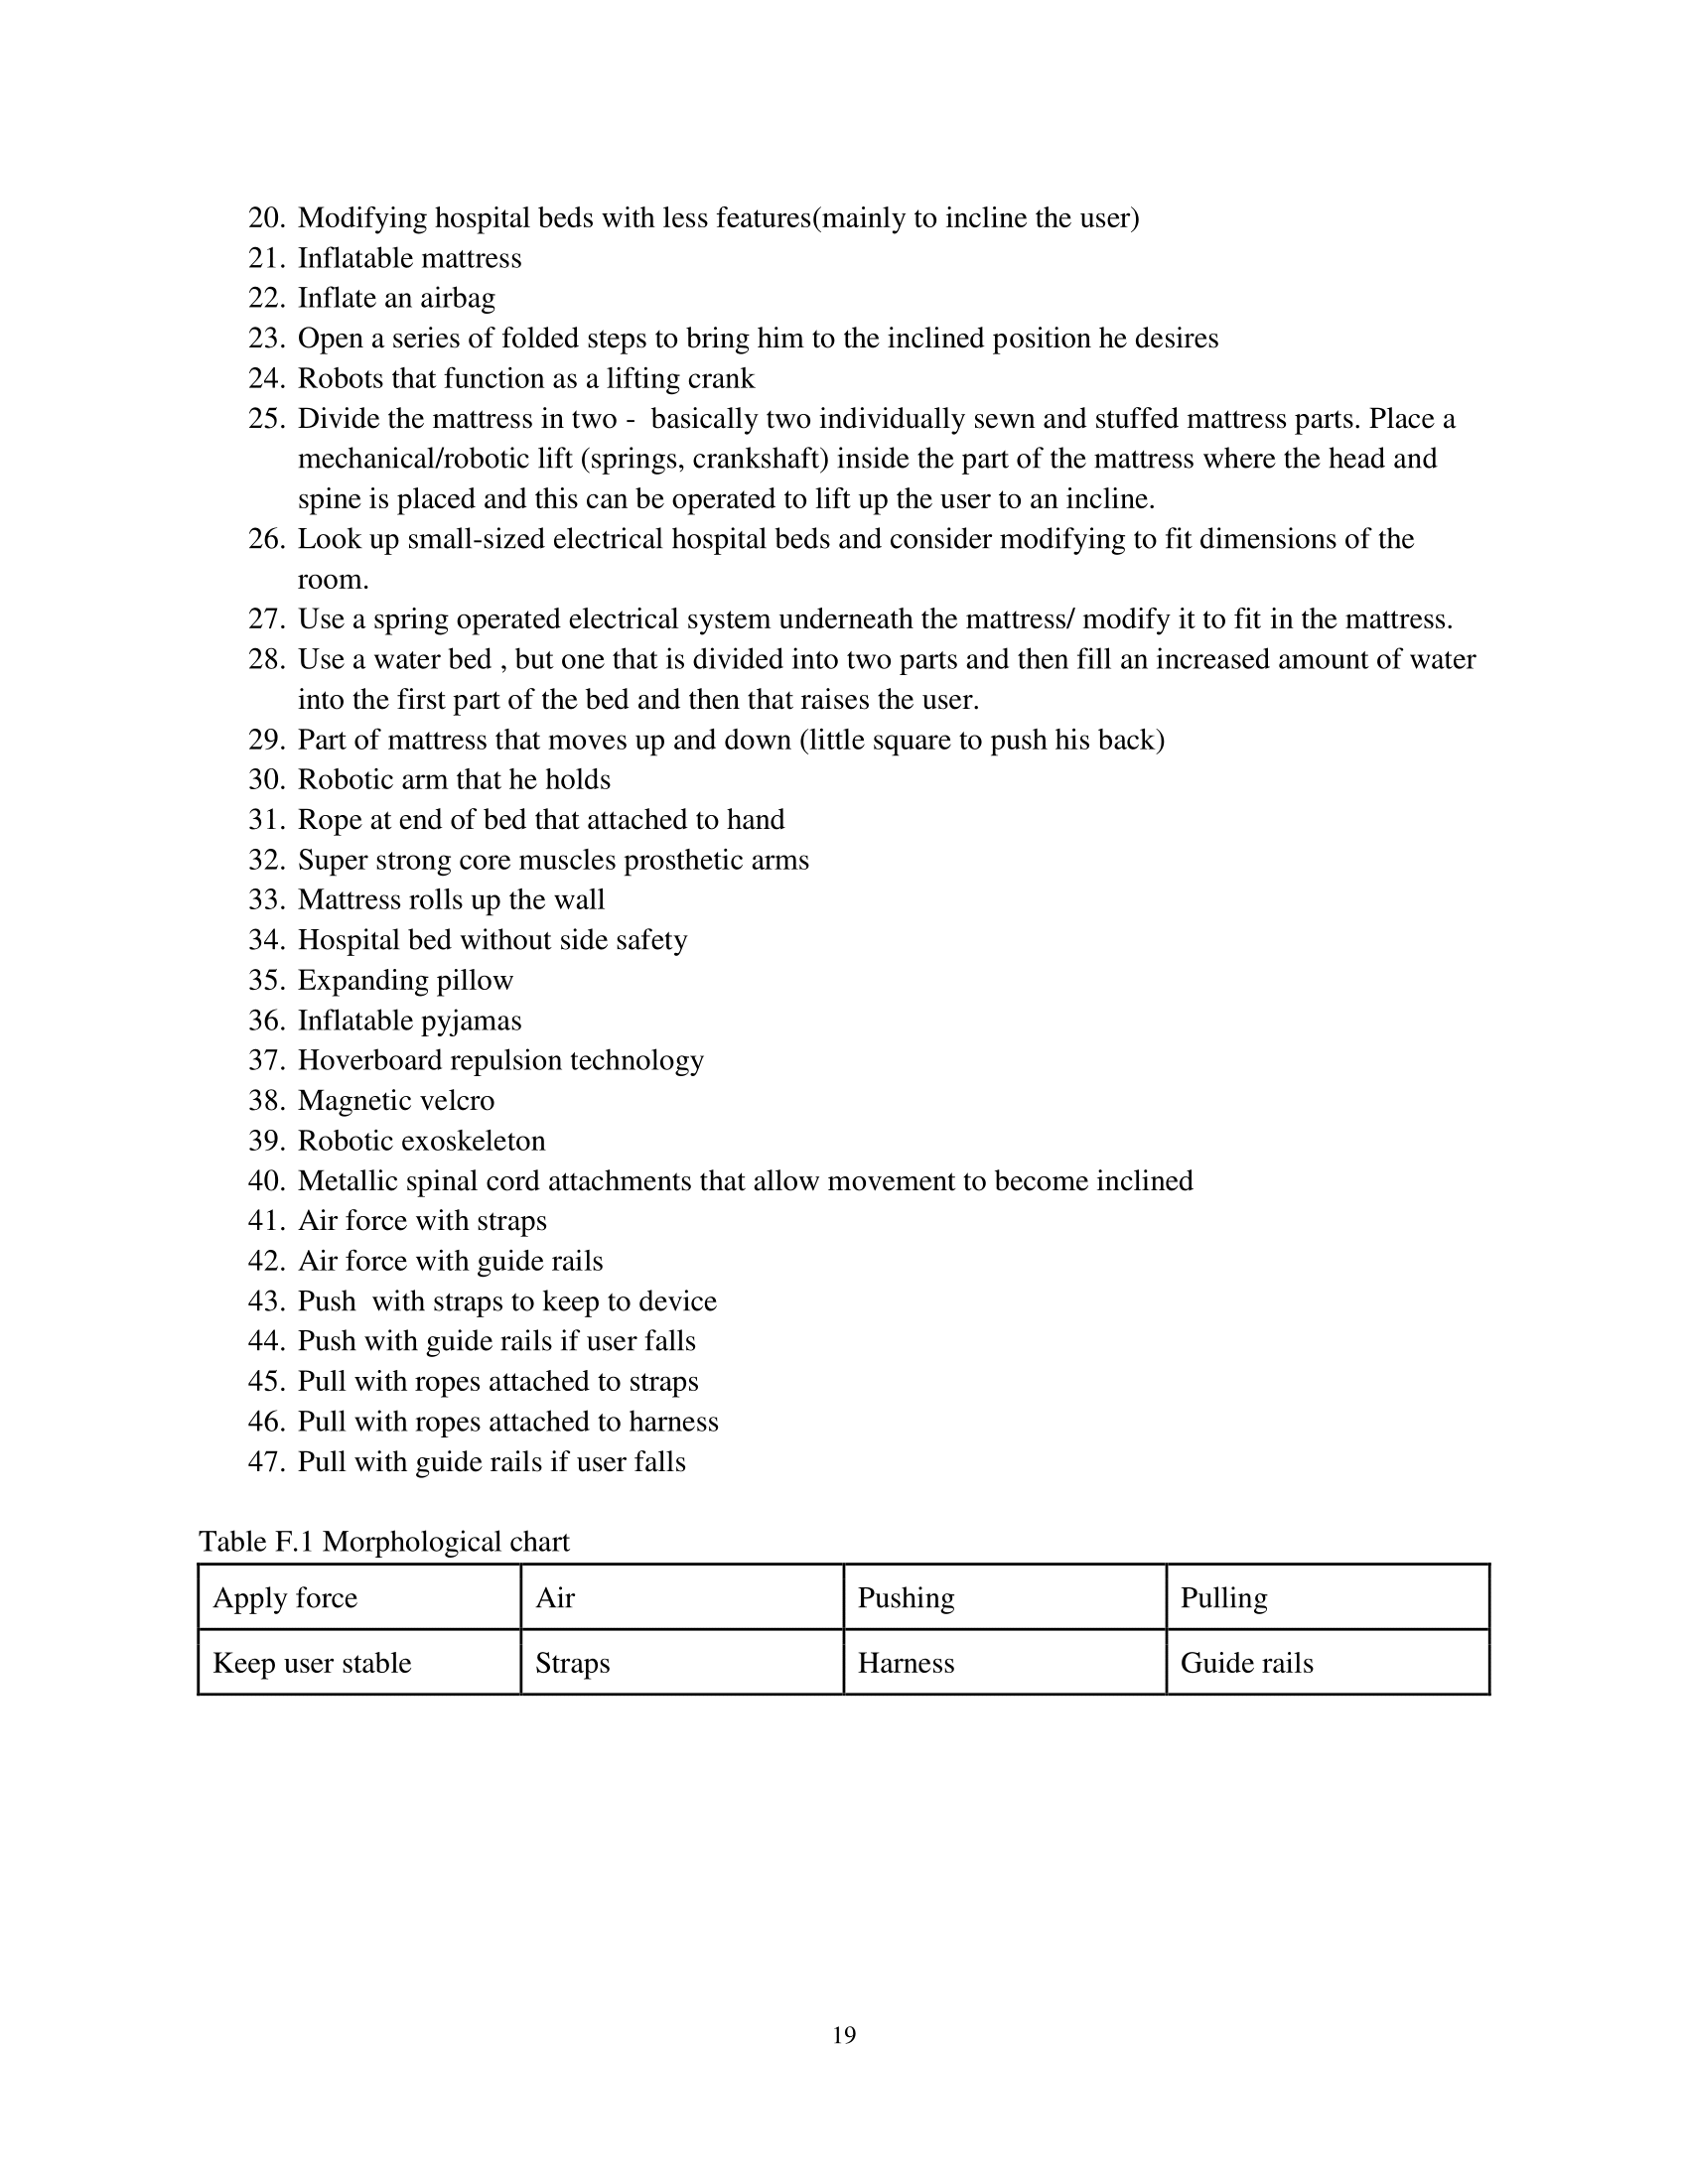 20. Modifying hospital beds with less features(mainly to incline the user)
21. Inflatable mattress
22. Inflate an airbag
23. Open a series of folded steps to bring him to the inclined position he desires
24. Robots that function as a lifting crank
25. Divide the mattress in two -  basically two individually sewn and stuffed mattress parts. Place a
mechanical/robotic lift (springs, crankshaft) inside the part of the mattress where the head and
spine is placed and this can be operated to lift up the user to an incline.
26. Look up small-sized electrical hospital beds and consider modifying to fit dimensions of the
room.
27. Use a spring operated electrical system underneath the mattress/ modify it to fit in the mattress.
28. Use a water bed , but one that is divided into two parts and then fill an increased amount of water
into the first part of the bed and then that raises the user.
29. Part of mattress that moves up and down (little square to push his back)
30. Robotic arm that he holds
31. Rope at end of bed that attached to hand
32. Super strong core muscles prosthetic arms
33. Mattress rolls up the wall
34. Hospital bed without side safety
35. Expanding pillow
36. Inflatable pyjamas
37. Hoverboard repulsion technology
38. Magnetic velcro
39. Robotic exoskeleton
40. Metallic spinal cord attachments that allow movement to become inclined
41. Air force with straps
42. Air force with guide rails
43. Push  with straps to keep to device
44. Push with guide rails if user falls
45. Pull with ropes attached to straps
46. Pull with ropes attached to harness
47. Pull with guide rails if user falls
Table F.1 Morphological chart
Apply force Air Pushing Pulling
Keep user stable Straps Harness Guide rails
19